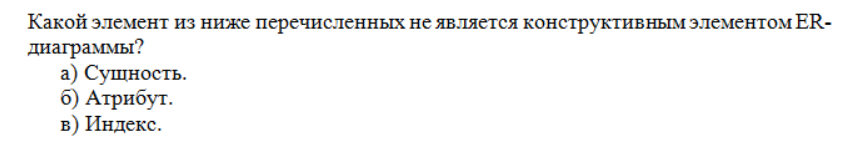 Какой элемент из ниже перечисленных не является конструктивным элементом ER-
диаграммы?
а) Сущность.
б) Атрибут.
в) Индекс.